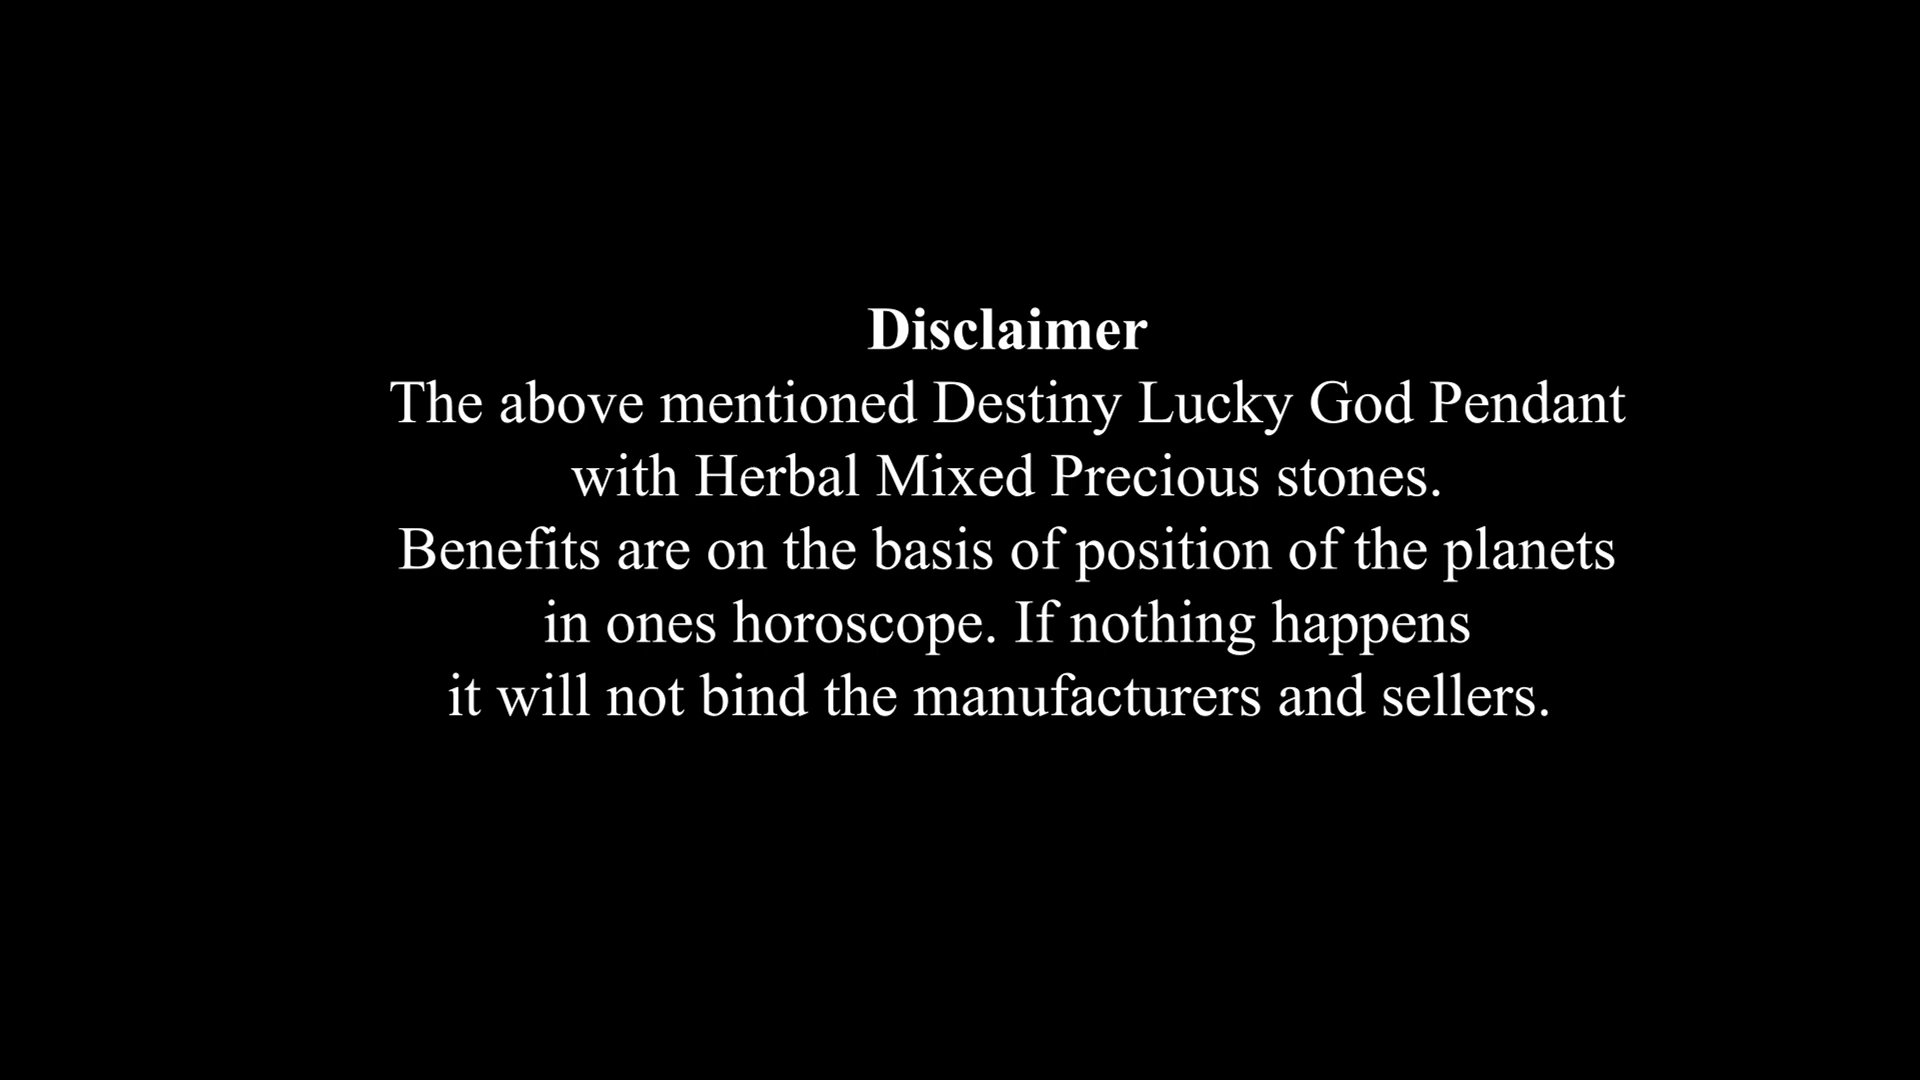 Disclaimer
The above mentioned Destiny Lucky God Pendant
with Herbal Mixed Precious stones.
Benefits are on the basis of position of the planets
in ones horoscope. If nothing happens
it will not bind the manufacturers and sellers.